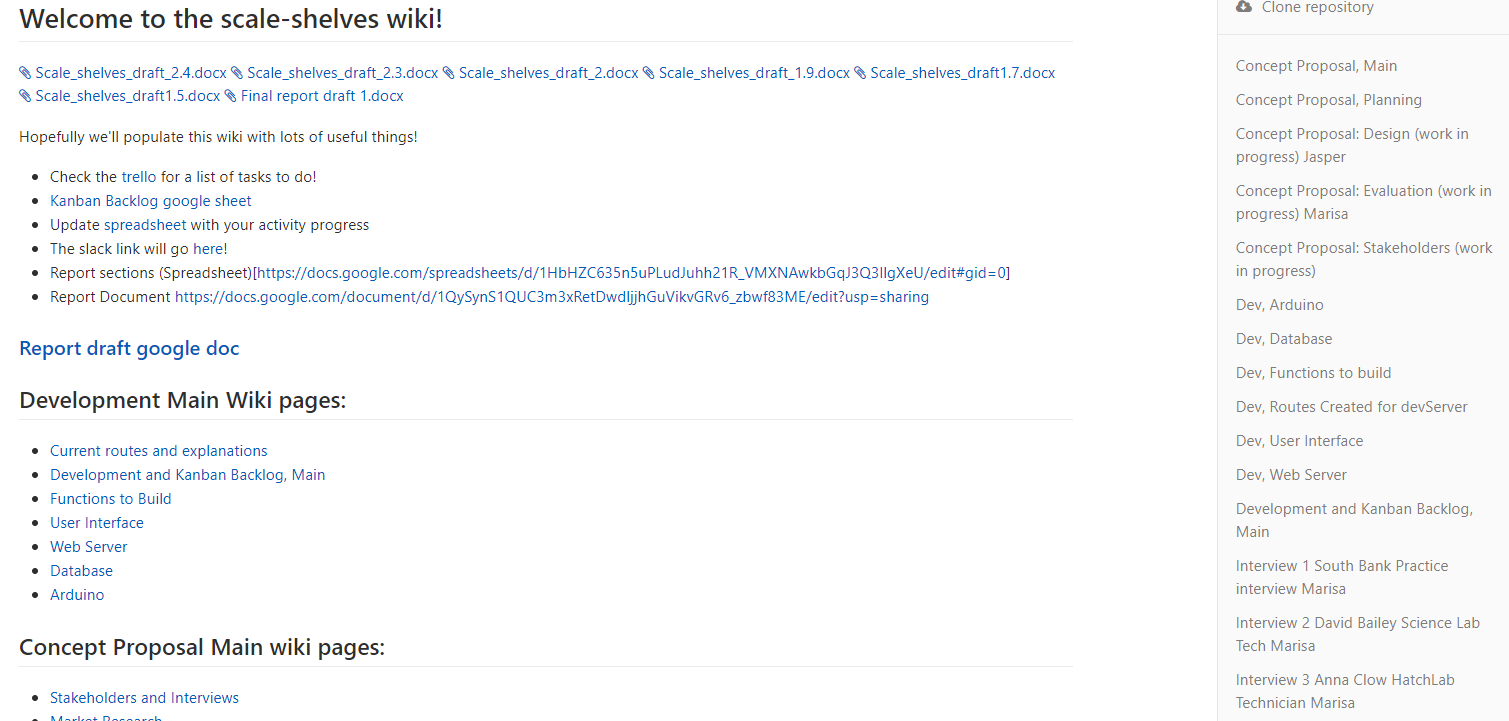 Welcome to the scale-shelves wiki!
Scale_shelves_draft_2.4.docx Scale_shelves_draft_2.3.docx Scale_shelves_draft_2.docx Scale_shelves_draft_1.9.docx Scale_shelves_draft1.7.docx
Scale_shelves_draft1.5.docx Final report draft 1.docx
Hopefully we'll populate this wiki with lots of useful things!
Check the trello for a list of tasks to do!
Kanban Backlog google sheet
Update spreadsheet with your activity progress
The slack link will go here!
Report sections (Spreadsheet)[https://docs.google.com/spreadsheets/d/1HbHZC635n5uPLudJuhh21R_VMXNAwkbGqJ3Q3IIgXeU/edit#gid=0]
Report Document https://docs.google.com/document/d/1QySynS1QUC3m3xRetDwdIjjhGuVikvGRv6_zbwf83ME/edit?usp=sharing
Report draft google doc
Development Main Wiki pages:
Current routes and explanations
Development and Kanban Backlog, Main
Functions to Build
User Interface
Web Server
Database
Arduino
Concept Proposal Main wiki pages:
Stakeholders and Interviews
Market Research
Clone repository
Concept Proposal, Main
Concept Proposal, Planning
Concept Proposal: Design (work in
progress) Jasper
Concept Proposal: Evaluation (work in
progress) Marisa
Concept Proposal: Stakeholders (work
in progress)
Dev, Arduino
Dev, Database
Dev, Functions to build
Dev, Routes Created for devServer
Dev, User Interface
Dev, Web Server
Development and Kanban Backlog,
Main
Interview 1 South Bank Practice
interview Marisa
Interview 2 David Bailey Science Lab
Tech Marisa
Interview 3 Anna Clow HatchLab
Technician Marisa